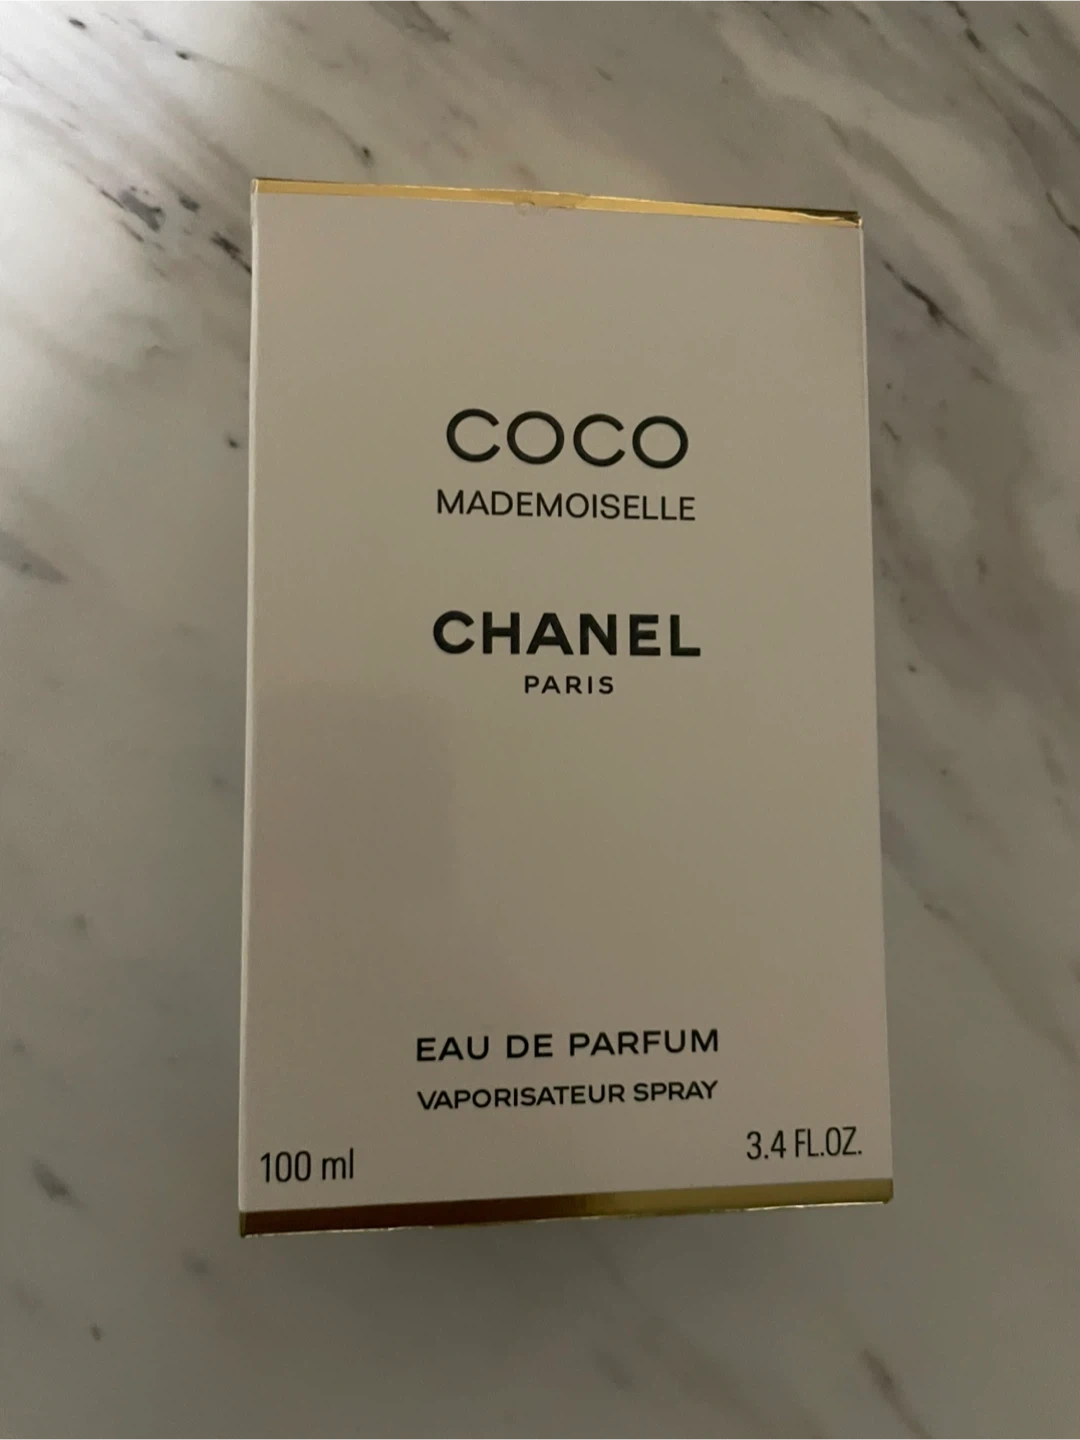 COCO
MADEMOISELLE
CHANEL
PARIS
EAU DE PARFUM
VAPORISATEUR SPRAY
100 ml 3.4 FL.OZ.